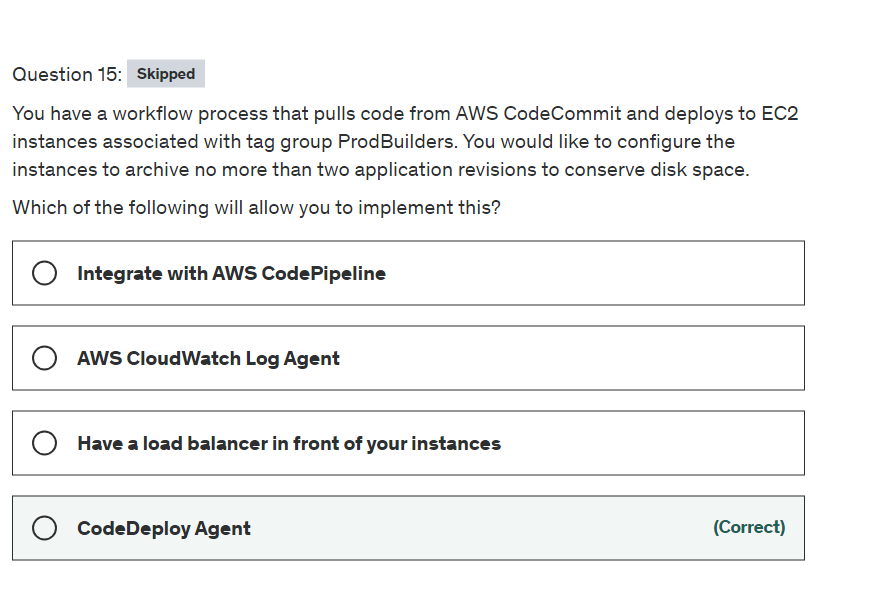 Question 15: Skipped
You have a workflow process that pulls code from AWS CodeCommit and deploys to EC2
instances associated with tag group ProdBuilders. You would like to configure the
instances to archive no more than two application revisions to conserve disk space.
Which of the following will allow you to implement this?
Integrate with AWS CodePipeline
AWS CloudWatch Log Agent
Have a load balancer in front of your instances
CodeDeploy Agent (Correct)